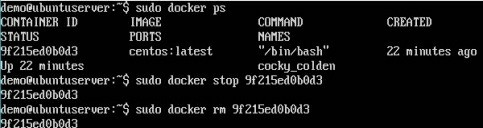 demo@ubuntuserver:~$ sudo docker ps
CONTAINER ID IMAGE COMMAND CREATED
STATUS PORTS NAMES
9f215ed0b0d3 centos:latest "/bin/bash" 22 minutes ago
Up 22 minutes cocky_colden
demo@ubuntuserver:~$ sudo docker stop 9f215ed0b0d3
9f215ed0b0d3
demo@ubuntuserver:~$ sudo docker rm 9f215ed0b0d3
9f215ed0b0d3